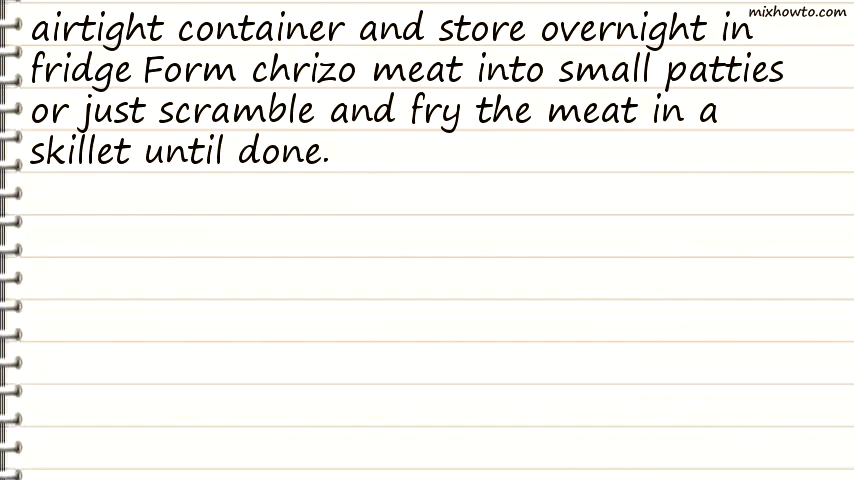 mixhowto.com
airtight container and store overnight in
fridge Form chrizo meat into small patties
or just scramble and fry the meat in a
skillet until done.